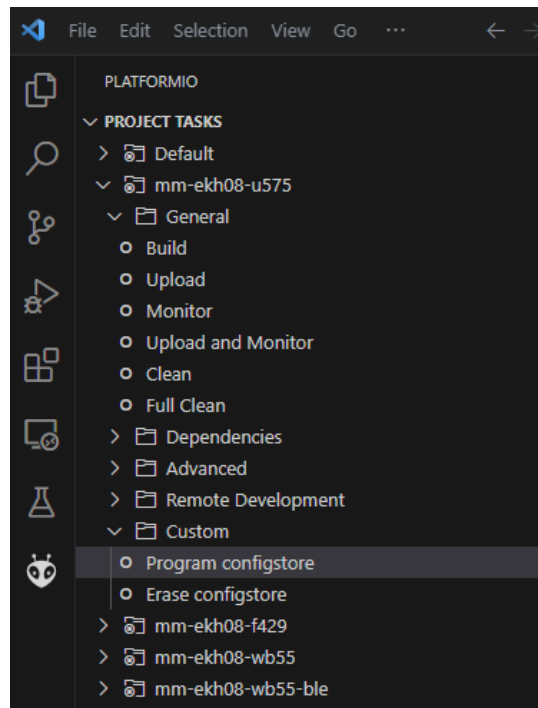 File Edit Selection View Go ...
PLATFORMIO
PROJECT TASKS
Default
mm-ekh08-u575
General
Build
Upload
Monitor
Upload and Monitor
Clean
Full Clean
Dependencies
Advanced
Remote Development
Custom
Program configstore
Erase configstore
mm-ekh08-f429
mm-ekh08-wb55
mm-ekh08-wb55-ble